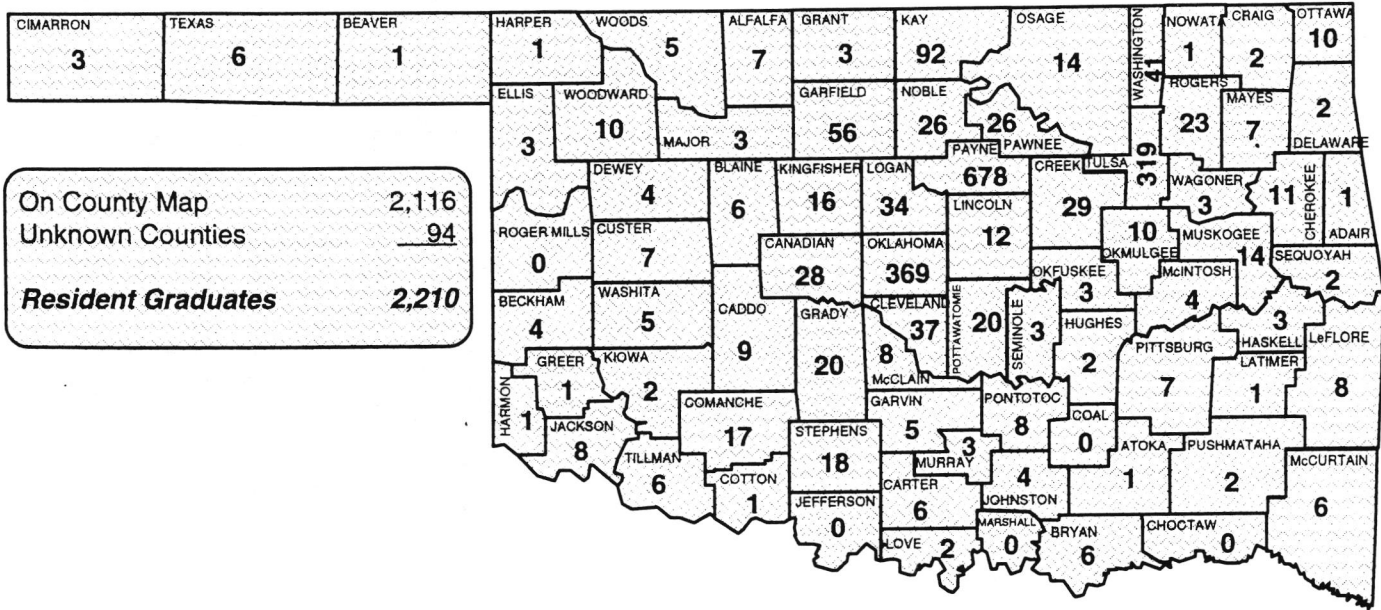 CIMARRON
3
TEXAS
6
BEAVER
1
HARPER
1
WOODS
5
ALFALFA
7
GRANT
3
KAY
92
OSAGE
14
WASHINGTON
41
NOWATA
1
CRAIG
2
OTTAWA
10
ELLIS
3
WOODWARD
10
MAJOR
3
GARFIELD
56
NOBLE
26
PAWNEE
26
PAYNE
678
ROGERS
23
MAYES
7
DELAWARE
2
On County Map 2,116
Unknown Counties 94
Resident Graduates 2,210
DEWEY
4
BLAINE
6
KINGFISHER
16
LOGAN
34
LINCOLN
12
CREEK
29
TULSA
319
WAGONER
3
CHEROKEE
11
ADAIR
1
ROGER MILLS
0
CUSTER
7
CANADIAN
28
OKLAHOMA
369
OKMULGEE
10
MUSKOGEE
14
SEQUOYAH
2
BECKHAM
4
WASHITA
5
CADDO
9
GRADY
20
CLEVELAND
37
McCLAIN
8
POTTAWATOMIE
20
SEMINOLE
3
OKFUSKEE
3
McINTOSH
4
HUGHES
2
PITTSBURG
7
HASKELL
3
LeFLORE
8
LATIMER
1
GREER
1
KIOWA
2
HARMON
1
JACKSON
8
COMANCHE
17
TILLMAN
6
COTTON
1
STEPHENS
18
JEFFERSON
0
GARVIN
5
MURRAY
3
PONTOTOC
8
COAL
0
ATOKA
1
PUSHMATAHA
2
McCURTAIN
6
CARTER
6
JOHNSTON
4
LOVE
2
MARSHALL
0
BRYAN
6
CHOCTAW
0